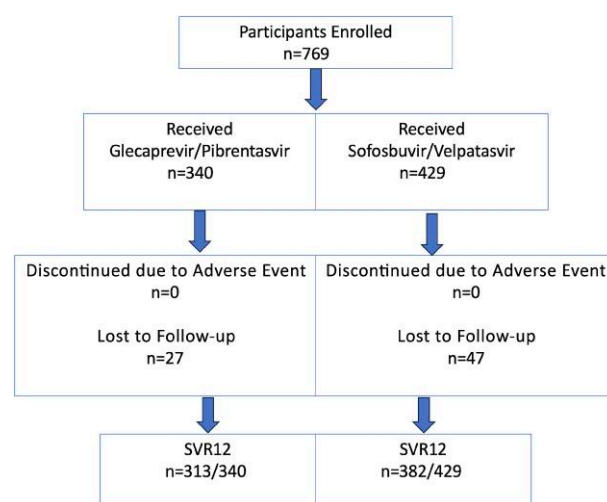 Participants Enrolled
n=769
Received
Glecaprevir/Pibrentasvir
n=340
Received
Sofosbuvir/Velpatasvir
n=429
Discontinued due to Adverse Event
n=0
Lost to Follow-up
n=27
Discontinued due to Adverse Event
n=0
Lost to Follow-up
n=47
SVR12
n=313/340
SVR12
n=382/429